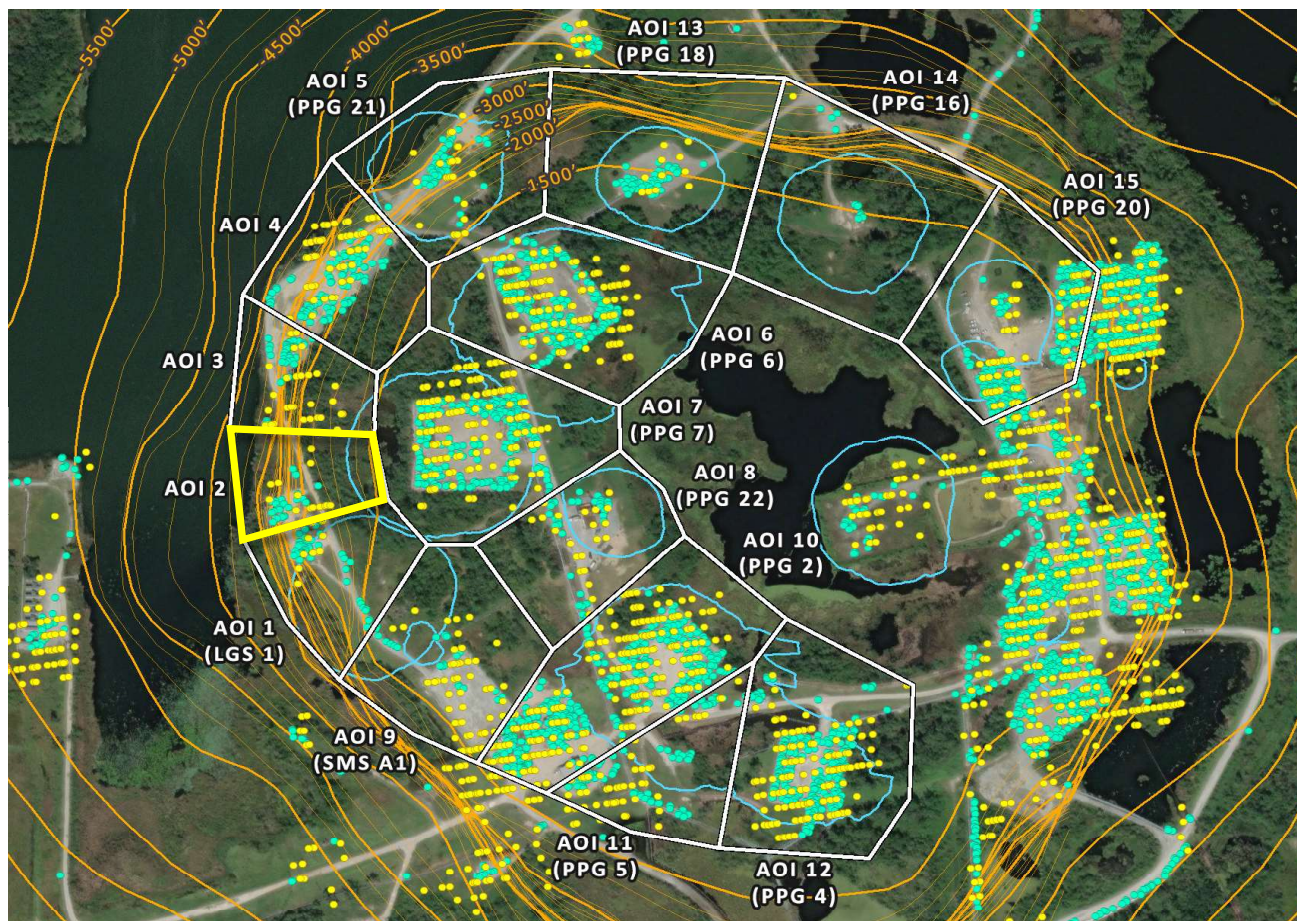 -5500'
-5000'
-4500'
-4000'
-3500'
-3000'
-2500'
-2000'
-1500'
AOI 13
(PPG 18)
AOI 14
(PPG 16)
AOI 5
(PPG 21)
AOI 15
(PPG 20)
AOI 4
AOI 3
AOI 6
(PPG 6)
AOI 7
(PPG 7)
AOI 2
AOI 8
(PPG 22)
AOI 10
(PPG 2)
AOI 1
(LGS 1)
AOI 9
(SMS A1)
AOI 11
(PPG 5)
AOI 12
(PPG 4)